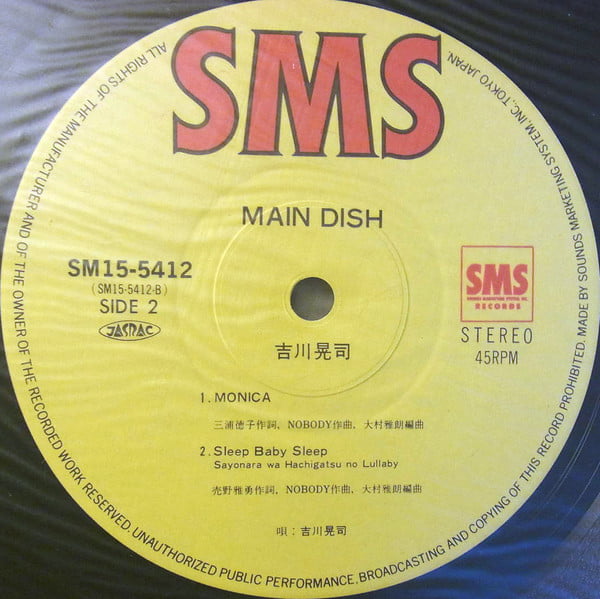 SMS
ALL RIGHTS OF THE MANUFACTURER AND OF THE OWNER OF THE RECORDED WORK RESERVED. UNAUTHORIZED PUBLIC PERFORMANCE, BROADCASTING AND COPYING OF THIS RECORD PROHIBITED. MADE BY SOUNDS MARKETING SYSTEM, INC., TOKYO JAPAN.
MAIN DISH
SM15-5412
(SM15-5412-B)
SIDE 2
JASRAC
SMS
SOUNDS MARKETING SYSTEM, INC.
RECORDS
STEREO
45RPM
吉川晃司
1. MONICA
三浦徳子作詞、NOBODY作曲、大村雅朗編曲
2. Sleep Baby Sleep
Sayonara wa Hachigatsu no Lullaby
売野雅勇作詞、NOBODY作曲、大村雅朗編曲
唄：吉川晃司